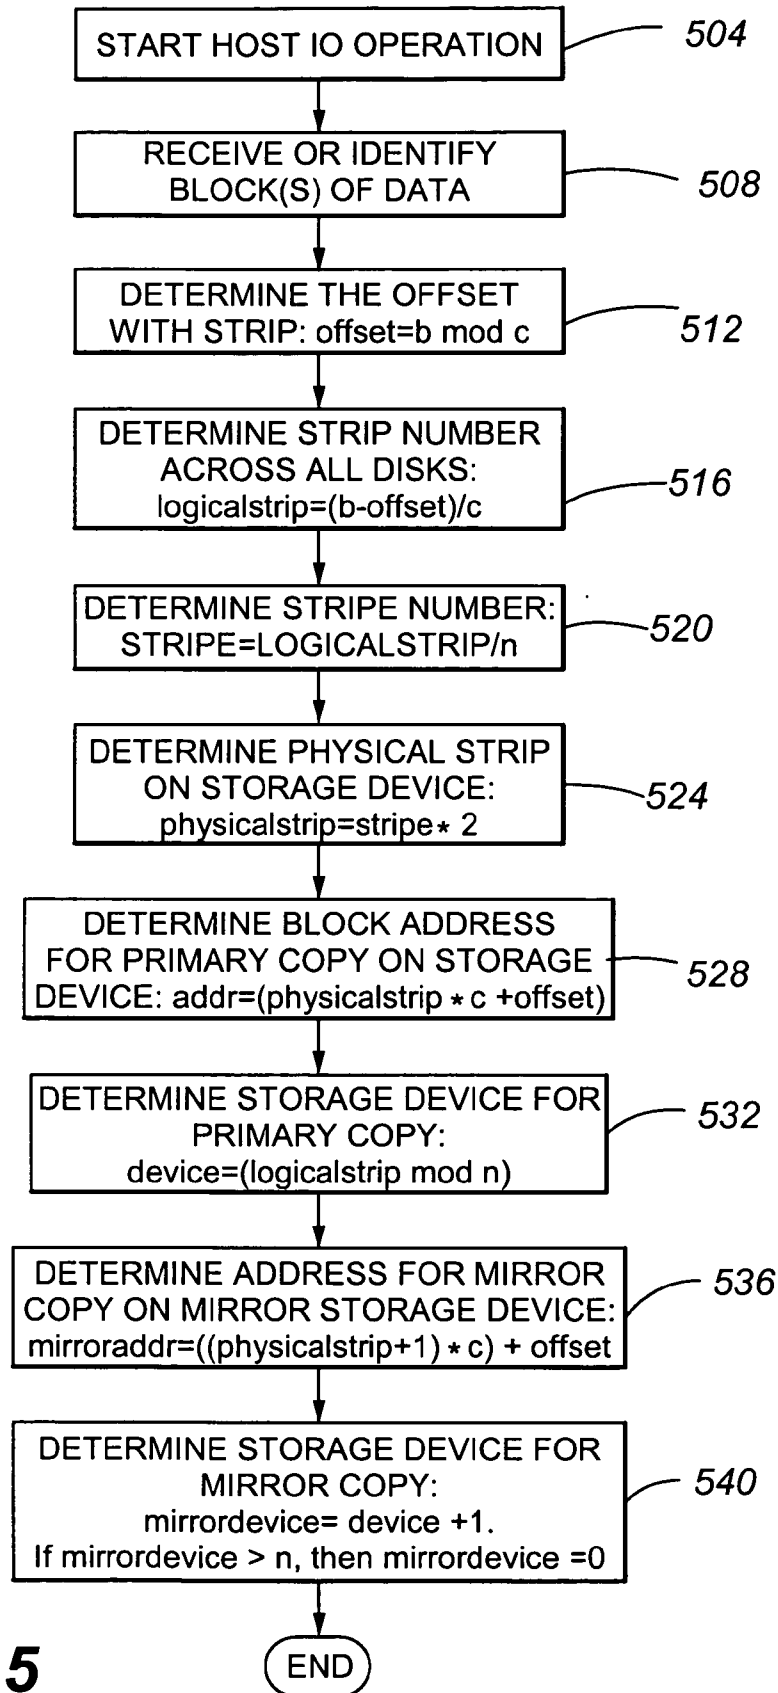 START HOST IO OPERATION
504
RECEIVE OR IDENTIFY
BLOCK(S) OF DATA
508
DETERMINE THE OFFSET
WITH STRIP: offset=b mod c
512
DETERMINE STRIP NUMBER
ACROSS ALL DISKS:
logicalstrip=(b-offset)/c
516
DETERMINE STRIPE NUMBER:
STRIPE=LOGICALSTRIP/n
520
DETERMINE PHYSICAL STRIP
ON STORAGE DEVICE:
physicalstrip=stripe* 2
524
DETERMINE BLOCK ADDRESS
FOR PRIMARY COPY ON STORAGE
DEVICE: addr=(physicalstrip * c +offset)
528
DETERMINE STORAGE DEVICE FOR
PRIMARY COPY:
device=(logicalstrip mod n)
532
DETERMINE ADDRESS FOR MIRROR
COPY ON MIRROR STORAGE DEVICE:
mirroraddr=((physicalstrip+1) * c) + offset
536
DETERMINE STORAGE DEVICE FOR
MIRROR COPY:
mirrordevice= device +1.
If mirrordevice > n, then mirrordevice =0
540
END
5